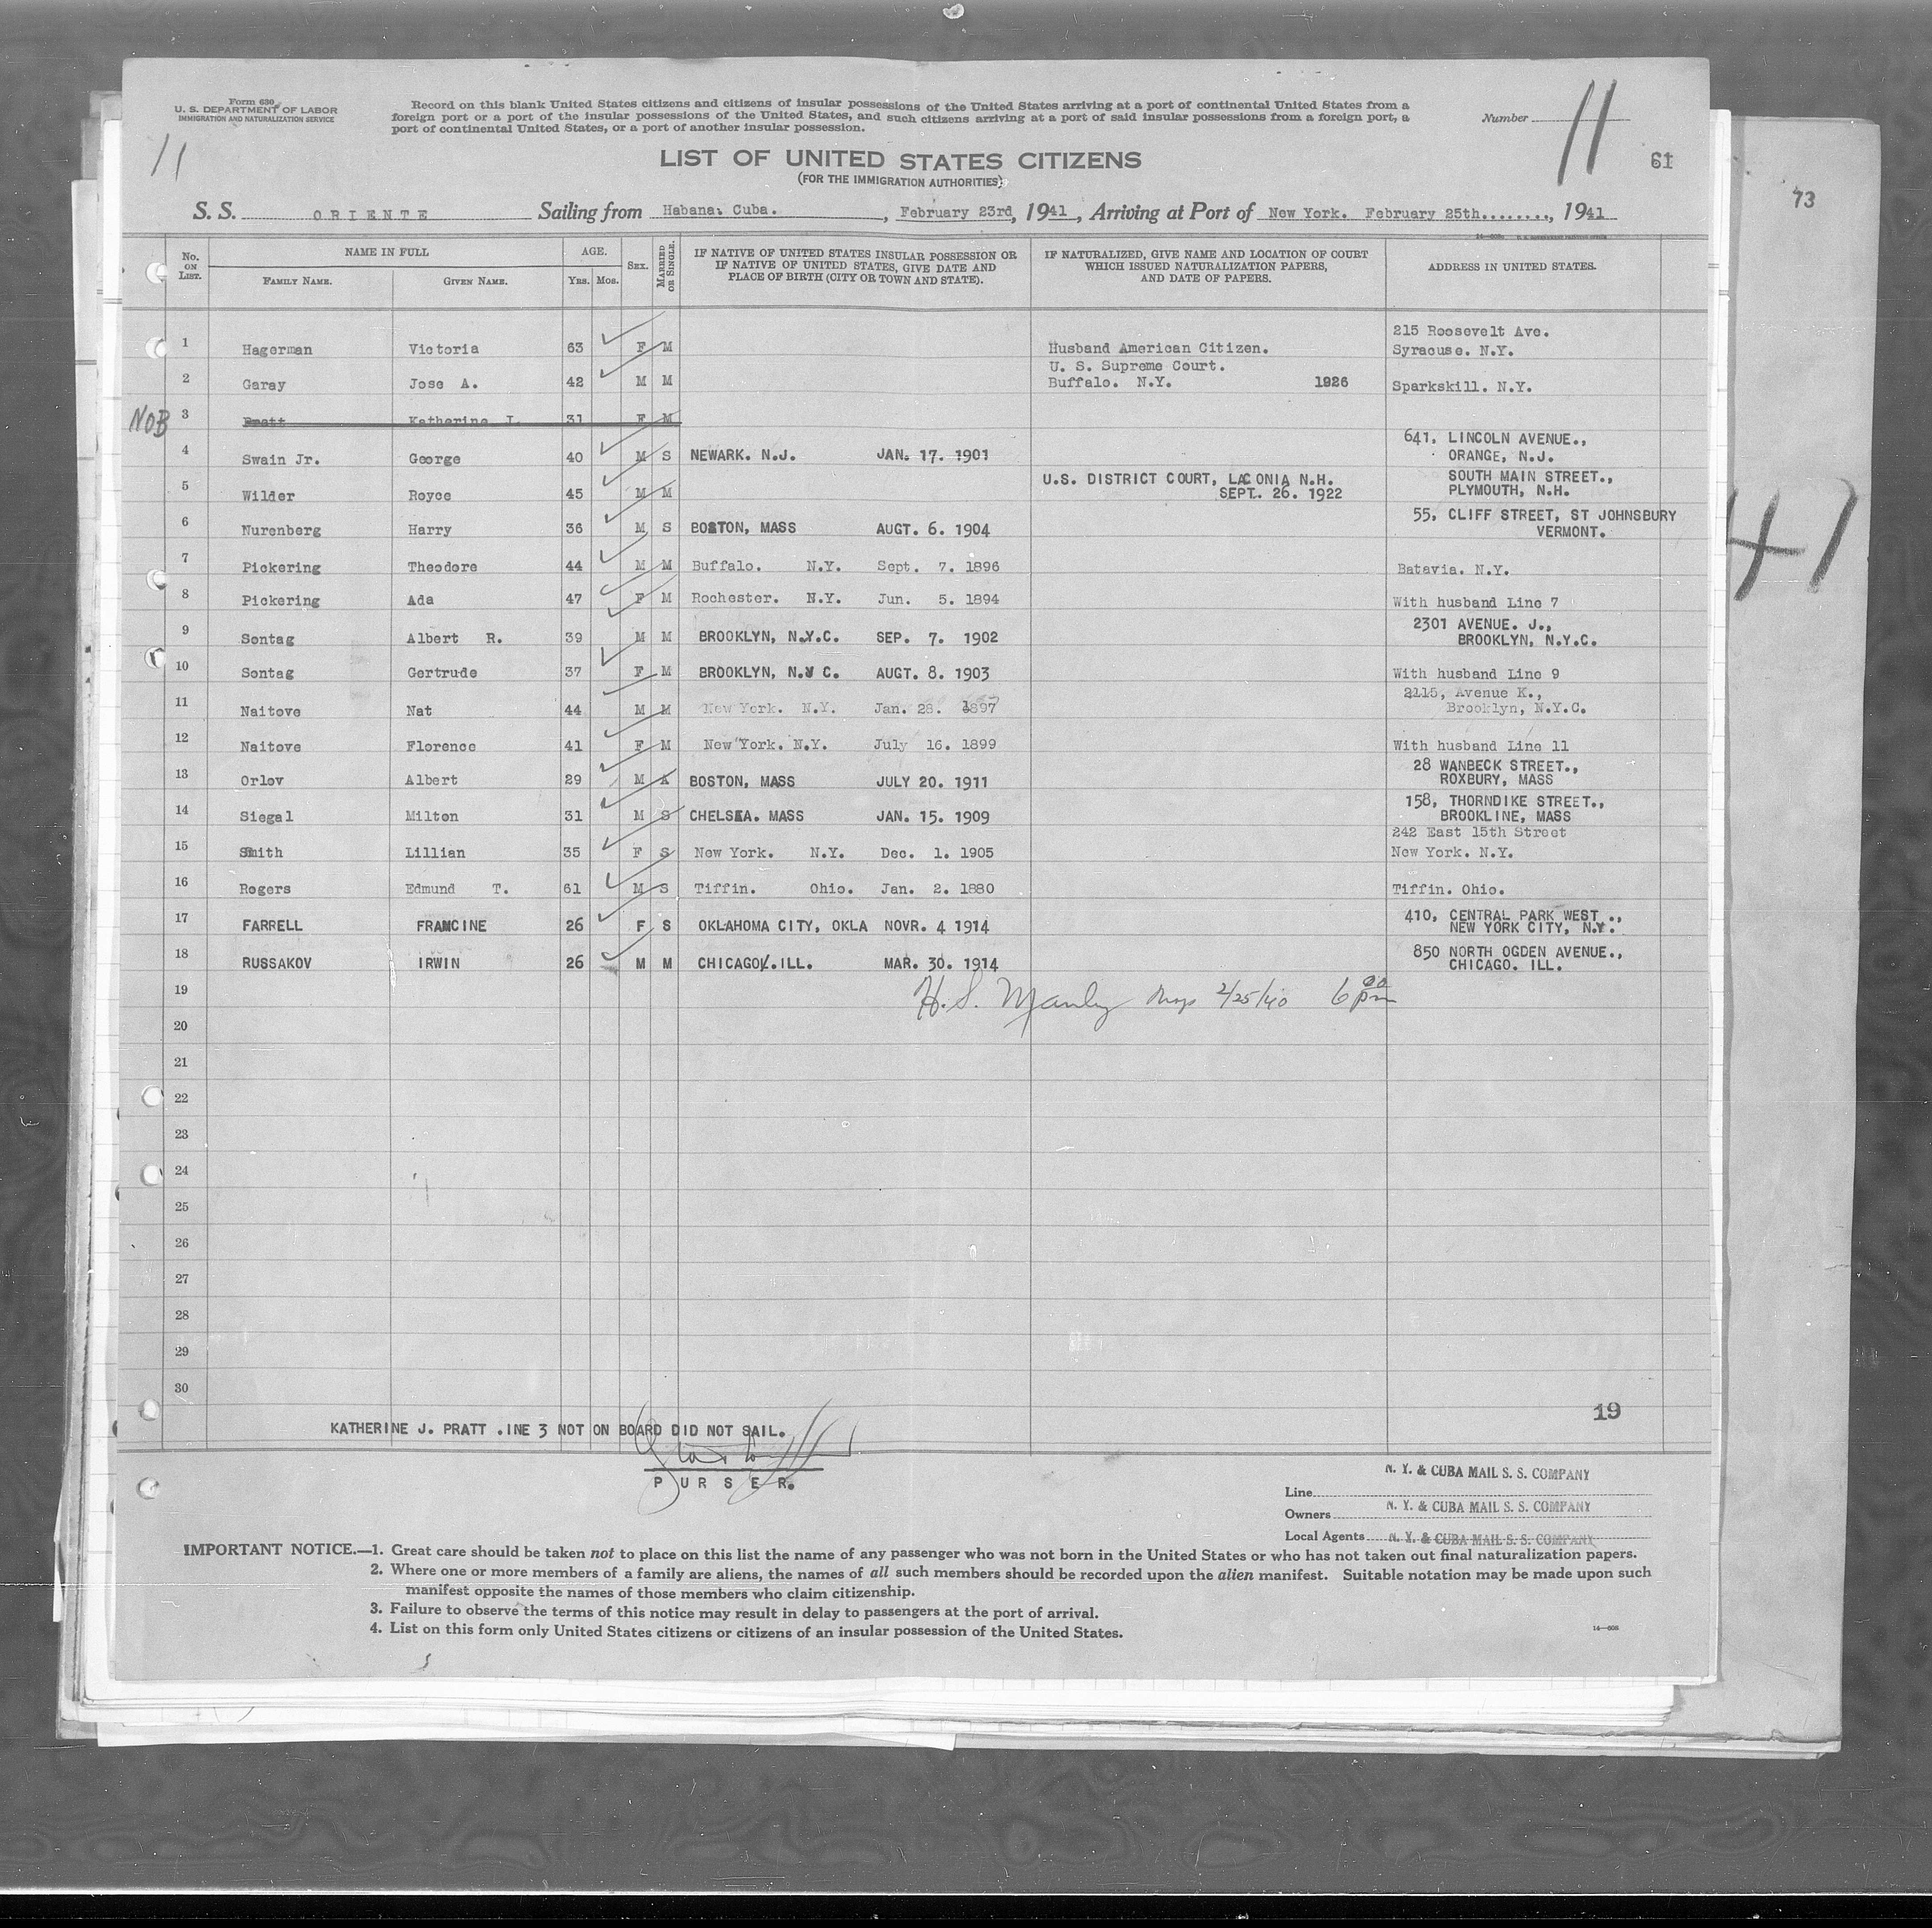 Form 630
U. S. DEPARTMENT OF LABOR
IMMIGRATION AND NATURALIZATION SERVICE
Record on this blank United States citizens and citizens of insular possessions of the United States arriving at a port of continental United States from a
foreign port or a port of the insular possessions of the United States, and such citizens arriving at a port of said insular possessions from a foreign port, a
port of continental United States, or a port of another insular possession.
Number 11
11
61
73
LIST OF UNITED STATES CITIZENS
(FOR THE IMMIGRATION AUTHORITIES)
S. S. ORIENTE Sailing from Habana. Cuba., February 23rd, 1941, Arriving at Port of New York. February 25th........, 1941
No. ON LIST. NAME IN FULL AGE. SEX. MARRIED OR SINGLE. IF NATIVE OF UNITED STATES INSULAR POSSESSION OR IF NATIVE OF UNITED STATES, GIVE DATE AND PLACE OF BIRTH (CITY OR TOWN AND STATE). IF NATURALIZED, GIVE NAME AND LOCATION OF COURT WHICH ISSUED NATURALIZATION PAPERS, AND DATE OF PAPERS. ADDRESS IN UNITED STATES.
FAMILY NAME. GIVEN NAME. YRS. MOS.
215 Roosevelt Ave.
1 Hagerman Victoria 63 F M Husband American Citizen. Syracuse. N.Y.
U. S. Supreme Court.
2 Garay Jose A. 42 M M Buffalo. N.Y. 1926 Sparkskill. N.Y.
NOB 3 Pratt Katherine J. 31 F M
641, LINCOLN AVENUE.,
4 Swain Jr. George 40 M S NEWARK. N.J. JAN. 17. 1901 ORANGE, N.J.
U.S. DISTRICT COURT, LACONIA N.H. SOUTH MAIN STREET.,
5 Wilder Royce 45 M M SEPT. 26. 1922 PLYMOUTH, N.H.
55, CLIFF STREET, ST JOHNSBURY
6 Nurenberg Harry 36 M S BOSTON, MASS AUGT. 6. 1904 VERMONT.
7 Pickering Theodore 44 M M Buffalo. N.Y. Sept. 7. 1896 Batavia. N.Y.
8 Pickering Ada 47 F M Rochester. N.Y. Jun. 5. 1894 With husband Line 7
2301 AVENUE. J.,
9 Sontag Albert R. 39 M M BROOKLYN, N.Y.C. SEP. 7. 1902 BROOKLYN, N.Y.C.
10 Sontag Gertrude 37 F M BROOKLYN, N.Y C. AUGT. 8. 1903 With husband Line 9
2115, Avenue K.,
11 Naitove Nat 44 M M New York. N.Y. Jan. 28. 1897 Brooklyn, N.Y.C.
12 Naitove Florence 41 F M New York. N.Y. July 16. 1899 With husband Line 11
28 WANBECK STREET.,
13 Orlov Albert 29 M BOSTON, MASS JULY 20. 1911 ROXBURY, MASS
158, THORNDIKE STREET.,
14 Siegal Milton 31 M S CHELSEA. MASS JAN. 15. 1909 BROOKLINE, MASS
242 East 15th Street
15 Smith Lillian 35 F S New York. N.Y. Dec. 1. 1905 New York. N.Y.
16 Rogers Edmund T. 61 M S Tiffin. Ohio. Jan. 2. 1880 Tiffin. Ohio.
410, CENTRAL PARK WEST .,
17 FARRELL FRANCINE 26 F S OKLAHOMA CITY, OKLA NOVR. 4 1914 NEW YORK CITY, N.Y.
850 NORTH OGDEN AVENUE.,
18 RUSSAKOV IRWIN 26 M M CHICAGO. ILL. MAR. 30. 1914 CHICAGO. ILL.
19 H. S. Manly 2/25/40 6 00 pm
20
21
22
23
24
25
26
27
28
29
30
19
41
KATHERINE J. PRATT .INE 3 NOT ON BOARD DID NOT SAIL.
PURSER.
N. Y. & CUBA MAIL S. S. COMPANY
Line
Owners N. Y. & CUBA MAIL S. S. COMPANY
Local Agents N. Y. & CUBA MAIL S. S. COMPANY
IMPORTANT NOTICE.—1. Great care should be taken not to place on this list the name of any passenger who was not born in the United States or who has not taken out final naturalization papers.
2. Where one or more members of a family are aliens, the names of all such members should be recorded upon the alien manifest. Suitable notation may be made upon such
manifest opposite the names of those members who claim citizenship.
3. Failure to observe the terms of this notice may result in delay to passengers at the port of arrival.
4. List on this form only United States citizens or citizens of an insular possession of the United States.